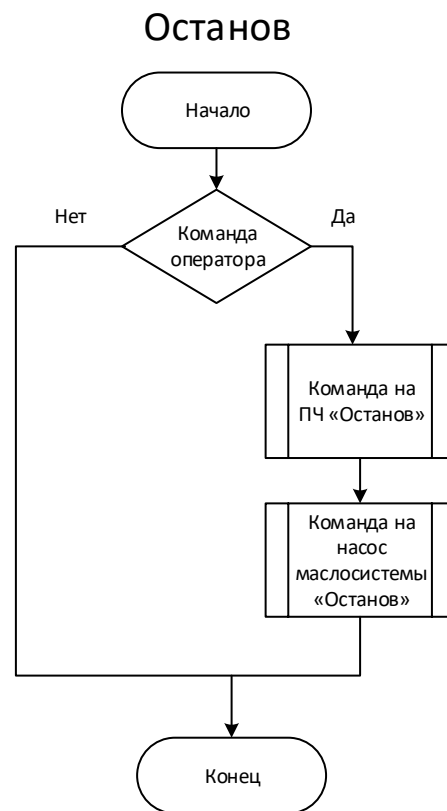 Останов
Начало
Нет
Да
Команда
оператора
Команда на
ПЧ «Останов»
Команда на
насос
маслосистемы
«Останов»
Конец